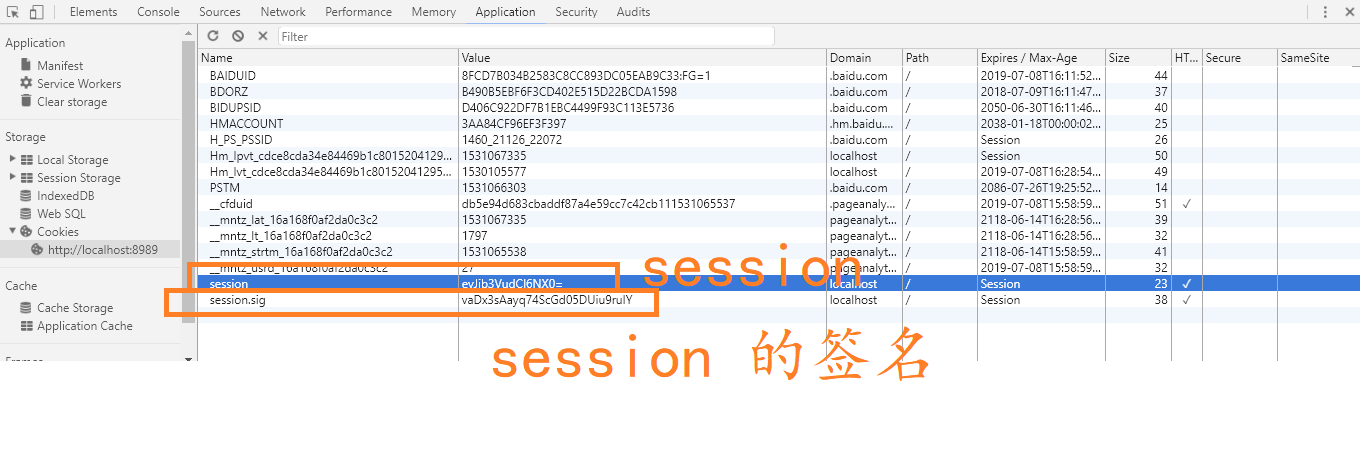 Elements Console Sources Network Performance Memory Application Security Audits
Application
Manifest
Service Workers
Clear storage
Storage
Local Storage
Session Storage
IndexedDB
Web SQL
Cookies
http://localhost:8989
Cache
Cache Storage
Application Cache
Frames
Filter
Name Value Domain Path Expires / Max-Age Size HT... Secure SameSite
BAIDUID 8FCD7B034B2583C8CC893DC05EAB9C33:FG=1 .baidu.com / 2019-07-08T16:11:52... 44
BDORZ B490B5EBF6F3CD402E515D22BCDA1598 .baidu.com / 2018-07-09T16:11:47... 37
BIDUPSID D406C922DF7B1EBC4499F93C113E5736 .baidu.com / 2050-06-30T16:11:46... 40
HMACCOUNT 3AA84CF96EF3F397 .hm.baidu.... / 2038-01-18T00:00:02... 25
H_PS_PSSID 1460_21126_22072 .baidu.com / Session 26
Hm_lpvt_cdce8cda34e84469b1c8015204129... 1531067335 localhost / Session 50
Hm_lvt_cdce8cda34e84469b1c80152041295... 1530105577 localhost / 2019-07-08T16:28:54... 49
PSTM 1531066303 .baidu.com / 2086-07-26T19:25:52... 14
__cfduid db5e94d683cbaddf87a4e59cc7c42cb111531065537 .pageanalyt... / 2019-07-08T15:58:59... 51 ✓
__mntz_lat_16a168f0af2da0c3c2 1531067335 pageanalyt... / 2118-06-14T16:28:56... 39
__mntz_lt_16a168f0af2da0c3c2 1797 pageanalyt... / 2118-06-14T16:28:56... 32
__mntz_strtm_16a168f0af2da0c3c2 1531065538 pageanalyt... / 2118-06-14T15:58:59... 41
__mntz_usrd_16a168f0af2da0c3c2 27 pageanalyt... / 2019-07-08T15:58:59... 32
session eyJjb3VudCI6NX0= localhost / Session 23 ✓
session.sig vaDx3sAayq74ScGd05DUiu9ruIY localhost / Session 38 ✓
session
session 的签名